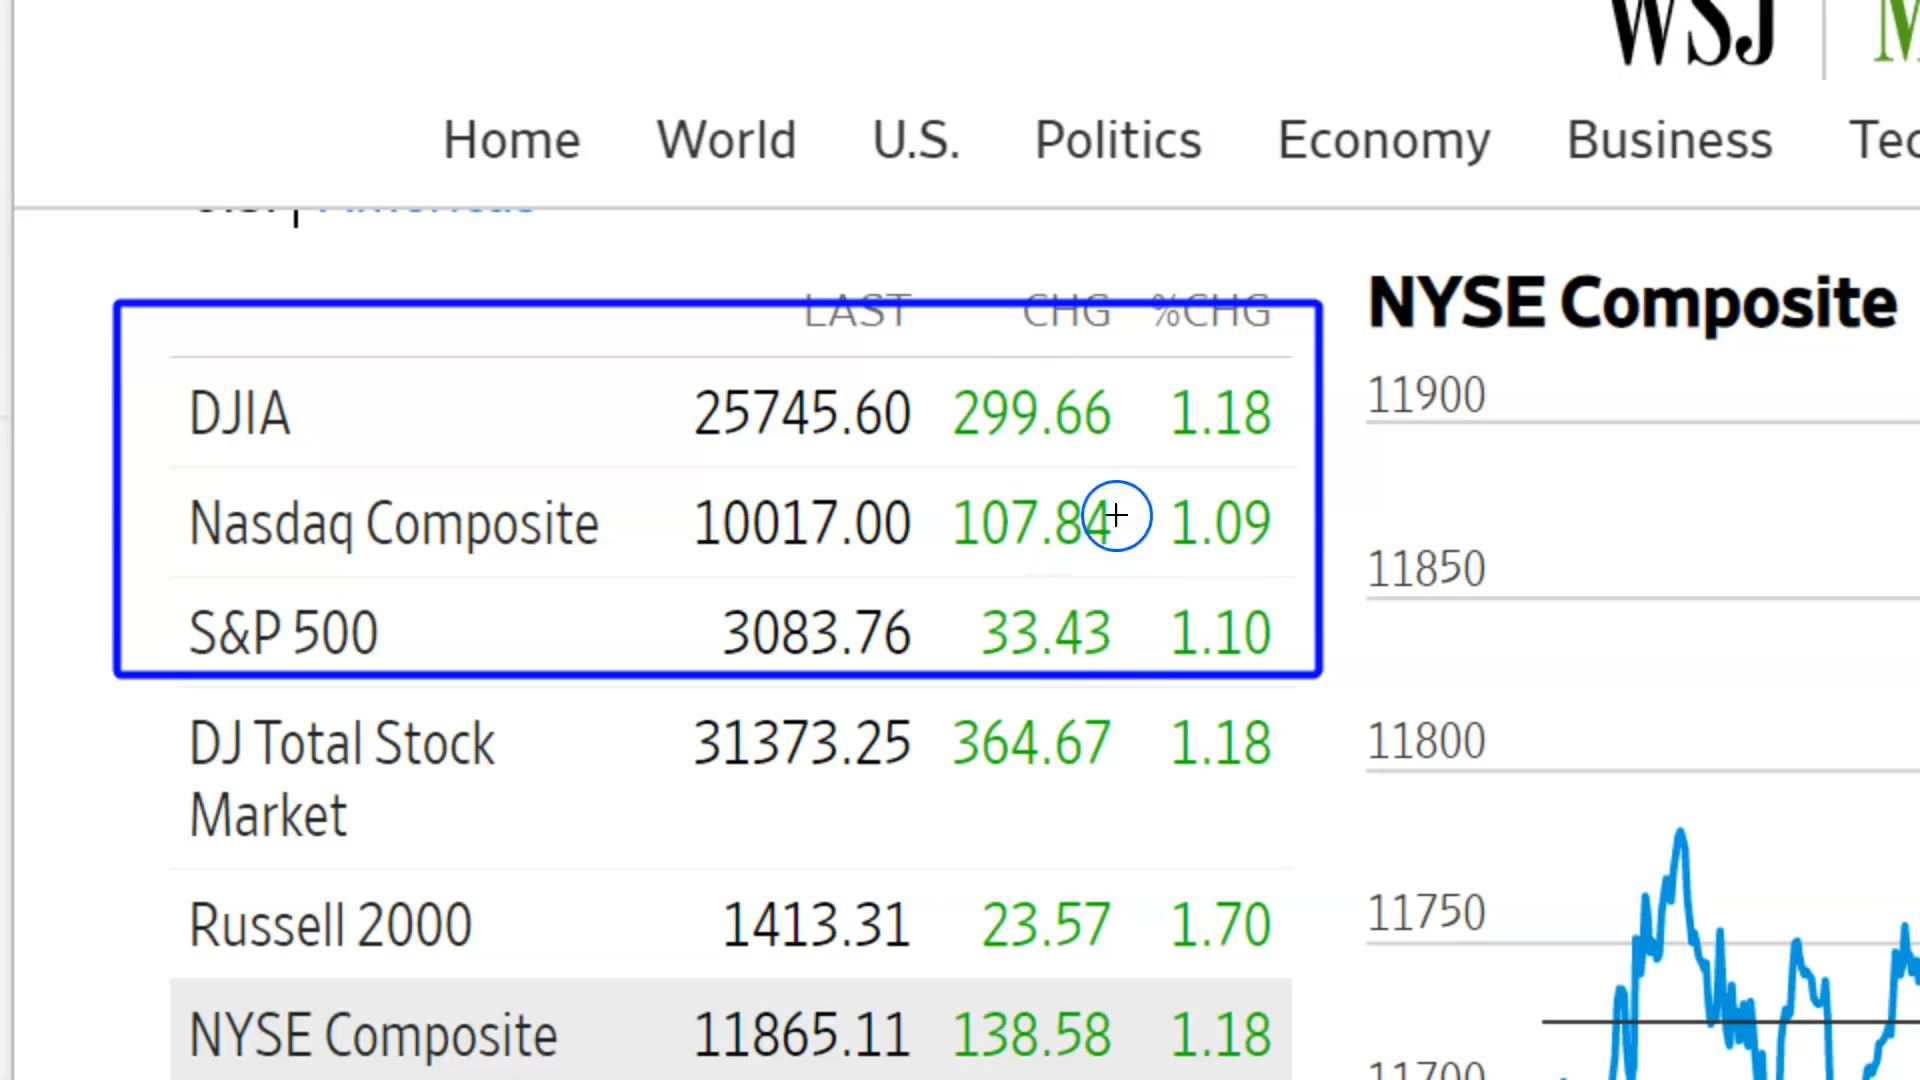 WSJ
Home World U.S. Politics Economy Business
LAST CHG %CHG
DJIA 25745.60 299.66 1.18
Nasdaq Composite 10017.00 107.84 1.09
S&P 500 3083.76 33.43 1.10
DJ Total Stock Market 31373.25 364.67 1.18
Russell 2000 1413.31 23.57 1.70
NYSE Composite 11865.11 138.58 1.18
NYSE Composite
11900
11850
11800
11750
11700